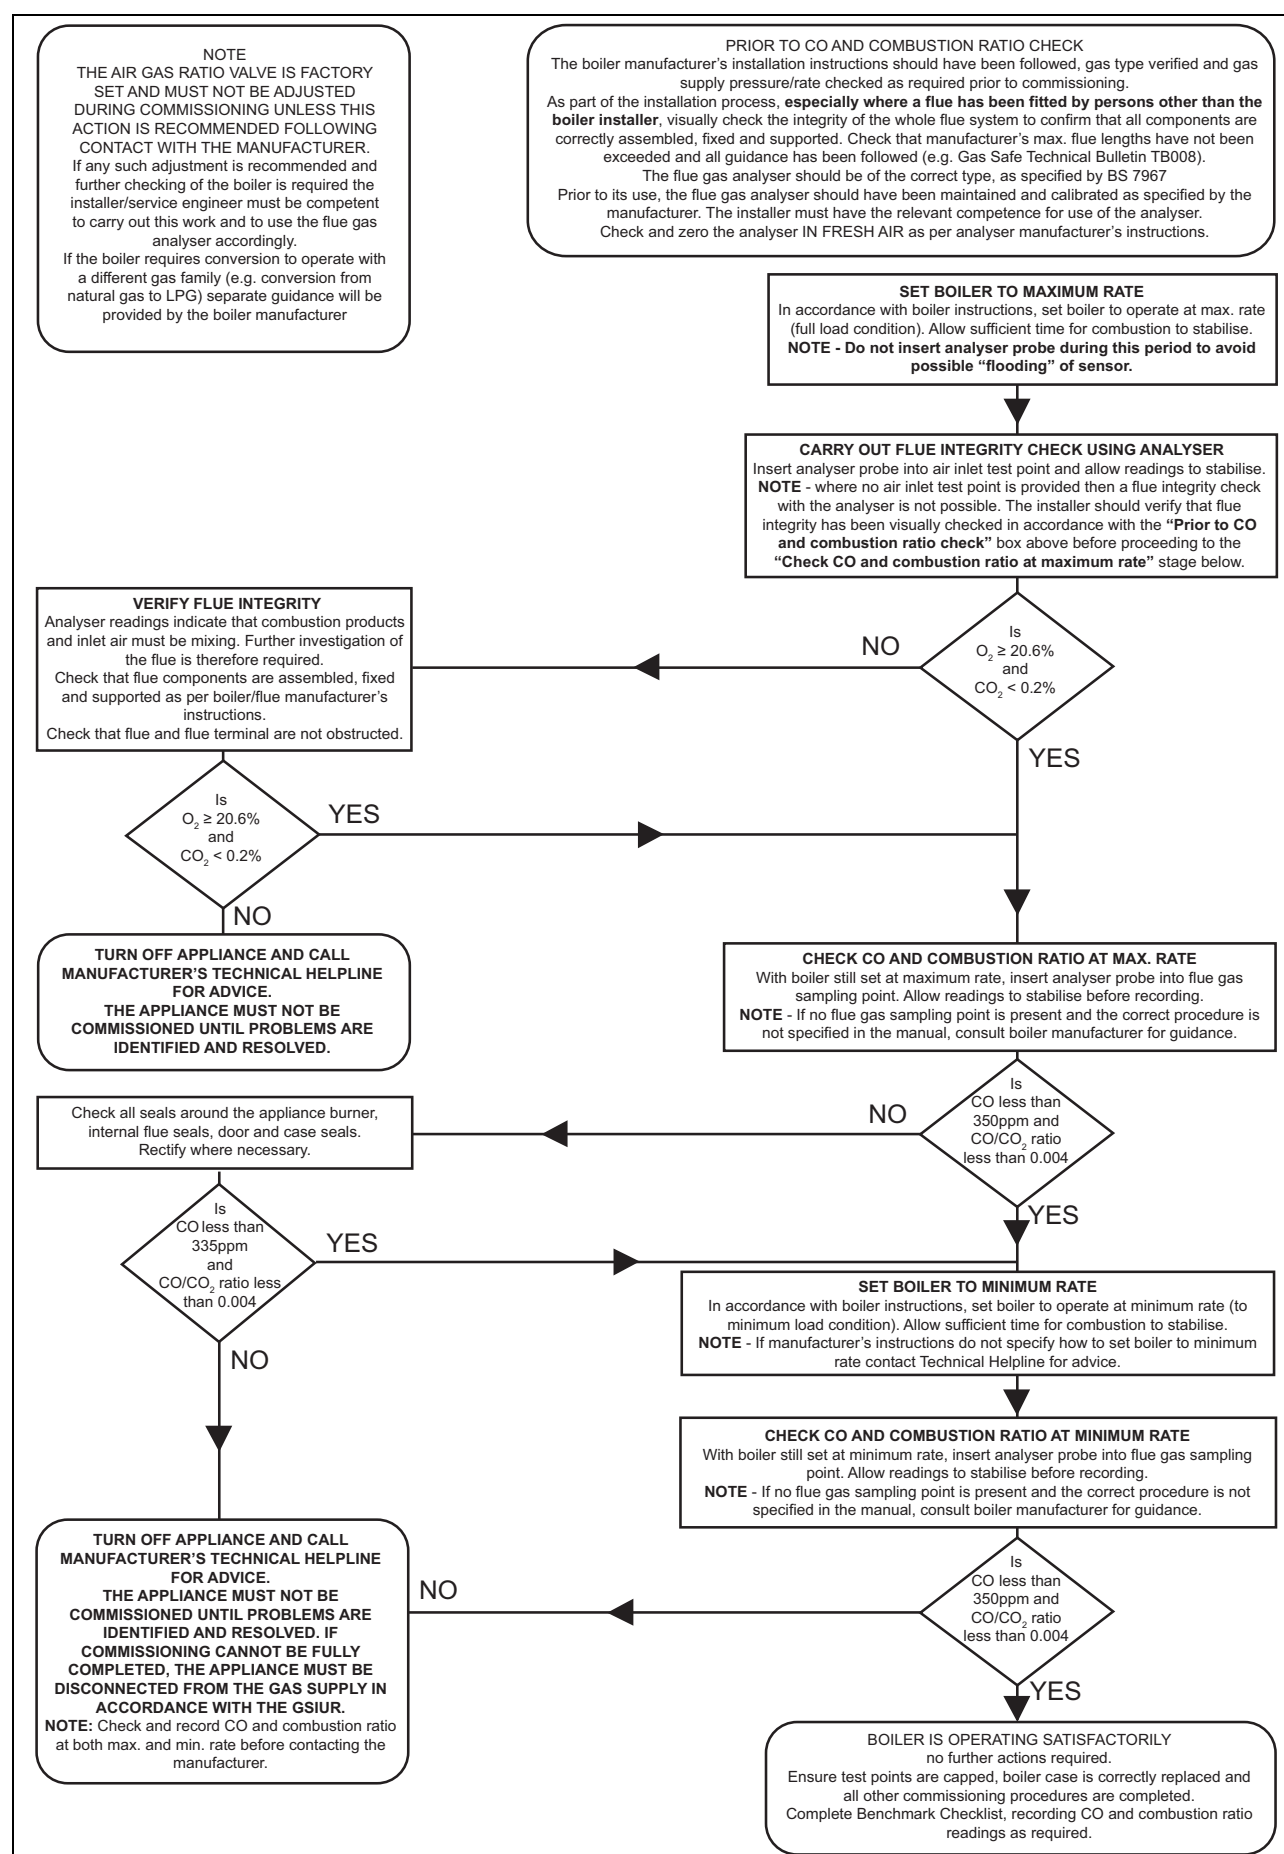 NOTE
THE AIR GAS RATIO VALVE IS FACTORY
SET AND MUST NOT BE ADJUSTED
DURING COMMISSIONING UNLESS THIS
ACTION IS RECOMMENDED FOLLOWING
CONTACT WITH THE MANUFACTURER.
If any such adjustment is recommended and
further checking of the boiler is required the
installer/service engineer must be competent
to carry out this work and to use the flue gas
analyser accordingly.
If the boiler requires conversion to operate with
a different gas family (e.g. conversion from
natural gas to LPG) separate guidance will be
provided by the boiler manufacturer
PRIOR TO CO AND COMBUSTION RATIO CHECK
The boiler manufacturer's installation instructions should have been followed, gas type verified and gas
supply pressure/rate checked as required prior to commissioning.
As part of the installation process, especially where a flue has been fitted by persons other than the
boiler installer, visually check the integrity of the whole flue system to confirm that all components are
correctly assembled, fixed and supported. Check that manufacturer's max. flue lengths have not been
exceeded and all guidance has been followed (e.g. Gas Safe Technical Bulletin TB008).
The flue gas analyser should be of the correct type, as specified by BS 7967
Prior to its use, the flue gas analyser should have been maintained and calibrated as specified by the
manufacturer. The installer must have the relevant competence for use of the analyser.
Check and zero the analyser IN FRESH AIR as per analyser manufacturer's instructions.
SET BOILER TO MAXIMUM RATE
In accordance with boiler instructions, set boiler to operate at max. rate
(full load condition). Allow sufficient time for combustion to stabilise.
NOTE - Do not insert analyser probe during this period to avoid
possible “flooding” of sensor.
CARRY OUT FLUE INTEGRITY CHECK USING ANALYSER
Insert analyser probe into air inlet test point and allow readings to stabilise.
NOTE - where no air inlet test point is provided then a flue integrity check
with the analyser is not possible. The installer should verify that flue
integrity has been visually checked in accordance with the “Prior to CO
and combustion ratio check” box above before proceeding to the
“Check CO and combustion ratio at maximum rate” stage below.
Is
O₂ ≥ 20.6%
and
CO₂ < 0.2%
NO
YES
VERIFY FLUE INTEGRITY
Analyser readings indicate that combustion products
and inlet air must be mixing. Further investigation of
the flue is therefore required.
Check that flue components are assembled, fixed
and supported as per boiler/flue manufacturer's
instructions.
Check that flue and flue terminal are not obstructed.
Is
O₂ ≥ 20.6%
and
CO₂ < 0.2%
YES
NO
TURN OFF APPLIANCE AND CALL
MANUFACTURER'S TECHNICAL HELPLINE
FOR ADVICE.
THE APPLIANCE MUST NOT BE
COMMISSIONED UNTIL PROBLEMS ARE
IDENTIFIED AND RESOLVED.
CHECK CO AND COMBUSTION RATIO AT MAX. RATE
With boiler still set at maximum rate, insert analyser probe into flue gas
sampling point. Allow readings to stabilise before recording.
NOTE - If no flue gas sampling point is present and the correct procedure is
not specified in the manual, consult boiler manufacturer for guidance.
Is
CO less than
350ppm and
CO/CO₂ ratio
less than 0.004
NO
YES
Check all seals around the appliance burner,
internal flue seals, door and case seals.
Rectify where necessary.
Is
CO less than
335ppm
and
CO/CO₂ ratio less
than 0.004
YES
NO
SET BOILER TO MINIMUM RATE
In accordance with boiler instructions, set boiler to operate at minimum rate (to
minimum load condition). Allow sufficient time for combustion to stabilise.
NOTE - If manufacturer's instructions do not specify how to set boiler to minimum
rate contact Technical Helpline for advice.
CHECK CO AND COMBUSTION RATIO AT MINIMUM RATE
With boiler still set at minimum rate, insert analyser probe into flue gas sampling
point. Allow readings to stabilise before recording.
NOTE - If no flue gas sampling point is present and the correct procedure is not
specified in the manual, consult boiler manufacturer for guidance.
Is
CO less than
350ppm and
CO/CO₂ ratio
less than 0.004
NO
YES
TURN OFF APPLIANCE AND CALL
MANUFACTURER'S TECHNICAL HELPLINE
FOR ADVICE.
THE APPLIANCE MUST NOT BE
COMMISSIONED UNTIL PROBLEMS ARE
IDENTIFIED AND RESOLVED. IF
COMMISSIONING CANNOT BE FULLY
COMPLETED, THE APPLIANCE MUST BE
DISCONNECTED FROM THE GAS SUPPLY IN
ACCORDANCE WITH THE GSIUR.
NOTE: Check and record CO and combustion ratio
at both max. and min. rate before contacting the
manufacturer.
BOILER IS OPERATING SATISFACTORILY
no further actions required.
Ensure test points are capped, boiler case is correctly replaced and
all other commissioning procedures are completed.
Complete Benchmark Checklist, recording CO and combustion ratio
readings as required.